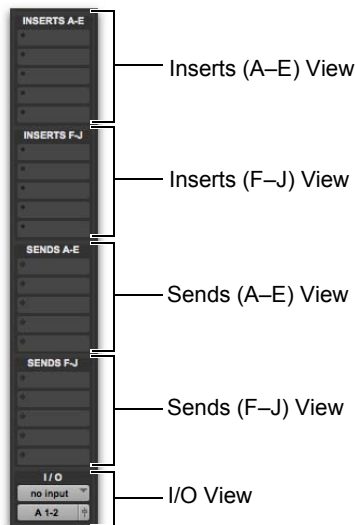 INSERTS A-E
Inserts (A–E) View
INSERTS F-J
Inserts (F–J) View
SENDS A-E
Sends (A–E) View
SENDS F-J
Sends (F–J) View
I / O
no input
I/O View
A 1-2